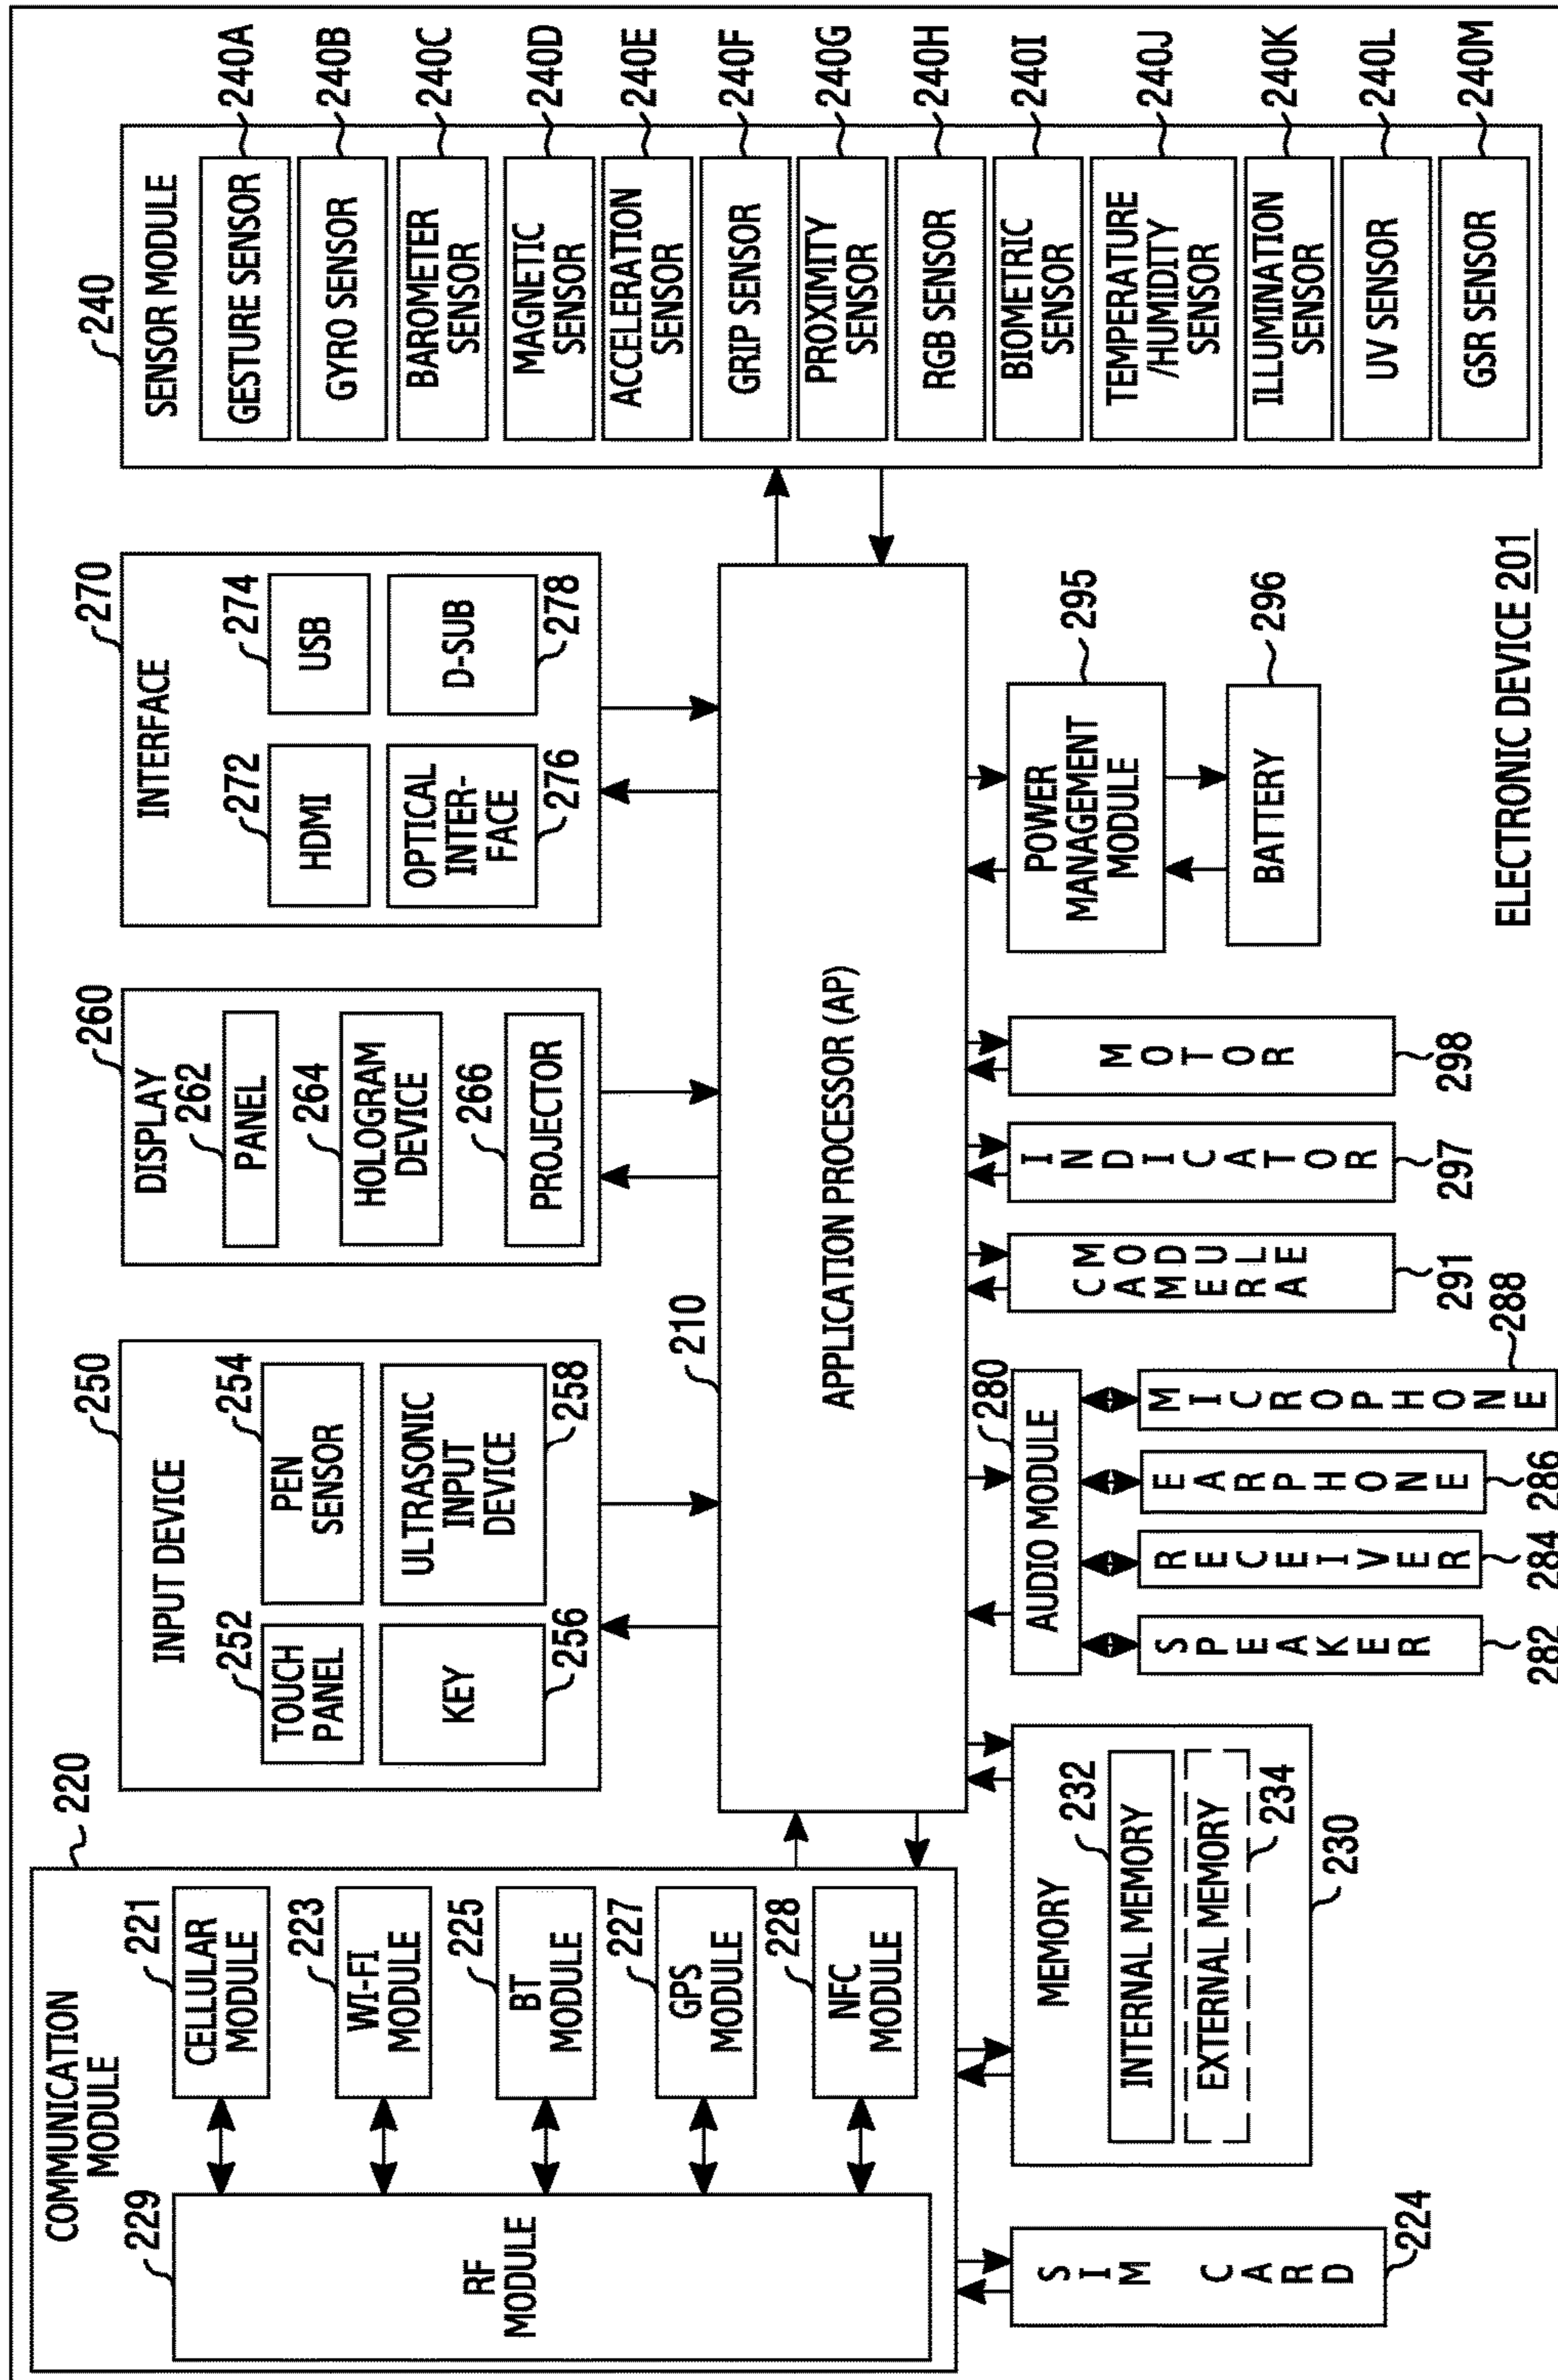 COMMUNICATION
MODULE
220
229
RF
MODULE
221
CELLULAR
MODULE
223
WI-FI
MODULE
225
BT
MODULE
227
GPS
MODULE
228
NFC
MODULE
250
INPUT DEVICE
252
TOUCH
PANEL
254
PEN
SENSOR
KEY
256
ULTRASONIC
INPUT
DEVICE
258
260
DISPLAY
262
PANEL
264
HOLOGRAM
DEVICE
266
PROJECTOR
270
INTERFACE
272
HDMI
274
USB
OPTICAL
INTER-
FACE
276
D-SUB
278
240
SENSOR MODULE
GESTURE SENSOR
240A
GYRO SENSOR
240B
BAROMETER
SENSOR
240C
MAGNETIC
SENSOR
240D
ACCELERATION
SENSOR
240E
GRIP SENSOR
240F
PROXIMITY
SENSOR
240G
RGB SENSOR
240H
BIOMETRIC
SENSOR
240I
TEMPERATURE
/HUMIDITY
SENSOR
240J
ILLUMINATION
SENSOR
240K
UV SENSOR
240L
GSR SENSOR
240M
210
APPLICATION PROCESSOR (AP)
SIM CARD
224
MEMORY
232
INTERNAL MEMORY
EXTERNAL MEMORY
234
230
280
AUDIO MODULE
SPEAKER
282
RECEIVER
284
EARPHONE
286
MICROPHONE
288
CAMERA
MODULE
291
INDICATOR
297
MOTOR
298
POWER
MANAGEMENT
MODULE
295
BATTERY
296
ELECTRONIC DEVICE 201